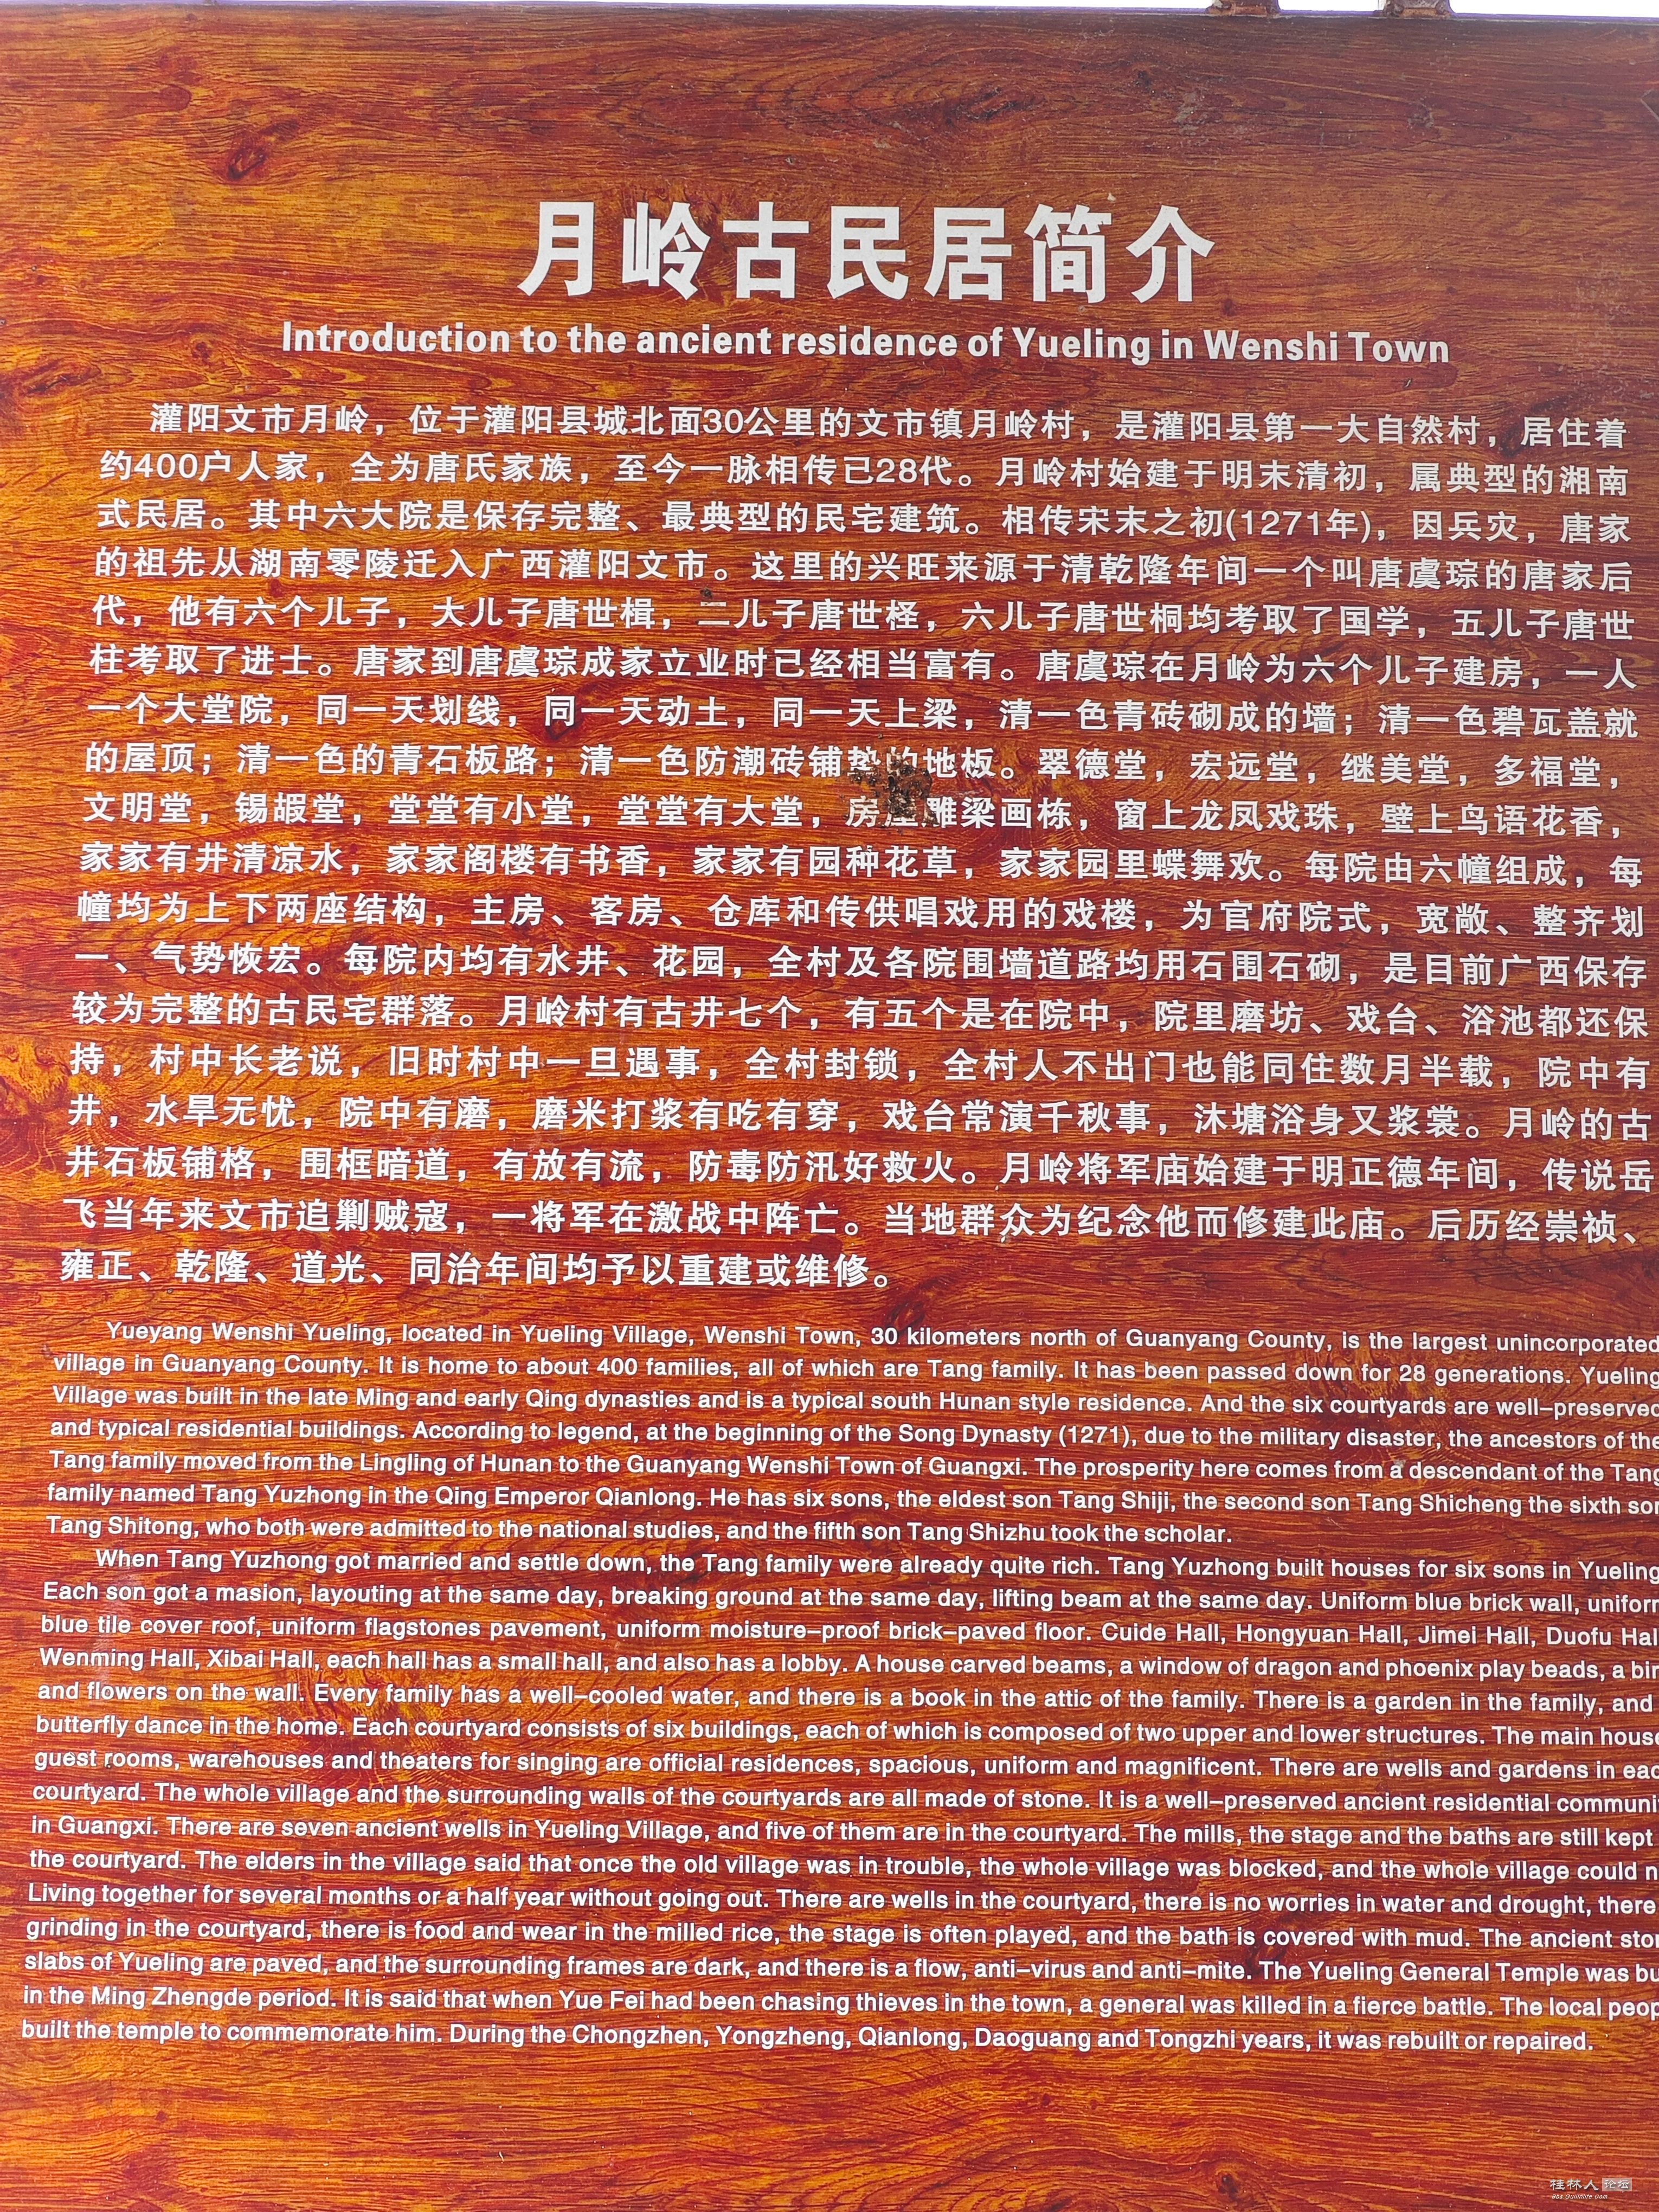 月岭古民居简介
Introduction to the ancient residence of Yueling in Wenshi Town
灌阳文市月岭，位于灌阳县城北面30公里的文市镇月岭村，是灌阳县第一大自然村，居住着
约400户人家，全为唐氏家族，至今一脉相传已28代。月岭村始建于明末清初，属典型的湘南
式民居。其中六大院是保存完整、最典型的民宅建筑。相传宋末之初(1271年)，因兵灾，唐家
的祖先从湖南零陵迁入广西灌阳文市。这里的兴旺来源于清乾隆年间一个叫唐虞琮的唐家后
代，他有六个儿子，大儿子唐世楫，二儿子唐世柽，六儿子唐世桐均考取了国学，五儿子唐世
柱考取了进士。唐家到唐虞琮成家立业时已经相当富有。唐虞琮在月岭为六个儿子建房，一人
一个大堂院，同一天划线，同一天动土，同一天上梁，清一色青砖砌成的墙；清一色碧瓦盖就
的屋顶；清一色的青石板路；清一色防潮砖铺垫的地板。翠德堂，宏远堂，继美堂，多福堂，
文明堂，锡嘏堂，堂堂有小堂，堂堂有大堂，房屋雕梁画栋，窗上龙凤戏珠，壁上鸟语花香，
家家有井清凉水，家家阁楼有书香，家家有园种花草，家家园里蝶舞欢。每院由六幢组成，每
幢均为上下两座结构，主房、客房、仓库和传供唱戏用的戏楼，为官府院式，宽敞、整齐划
一、气势恢宏。每院内均有水井、花园，全村及各院围墙道路均用石围石砌，是目前广西保存
较为完整的古民宅群落。月岭村有古井七个，有五个是在院中，院里磨坊、戏台、浴池都还保
持，村中长老说，旧时村中一旦遇事，全村封锁，全村人不出门也能同住数月半载，院中有
井，水旱无忧，院中有磨，磨米打浆有吃有穿，戏台常演千秋事，沐塘浴身又浆裳。月岭的古
井石板铺格，围框暗道，有放有流，防毒防汛好救火。月岭将军庙始建于明正德年间，传说岳
飞当年来文市追剿贼寇，一将军在激战中阵亡。当地群众为纪念他而修建此庙。后历经崇祯、
雍正、乾隆、道光、同治年间均予以重建或维修。
Yueyang Wenshi Yueling, located in Yueling Village, Wenshi Town, 30 kilometers north of Guanyang County, is the largest unincorporated
village in Guanyang County. It is home to about 400 families, all of which are Tang family. It has been passed down for 28 generations. Yueling
Village was built in the late Ming and early Qing dynasties and is a typical south Hunan style residence. And the six courtyards are well-preserved
and typical residential buildings. According to legend, at the beginning of the Song Dynasty (1271), due to the military disaster, the ancestors of the
Tang family moved from the Lingling of Hunan to the Guanyang Wenshi Town of Guangxi. The prosperity here comes from a descendant of the Tang
family named Tang Yuzhong in the Qing Emperor Qianlong. He has six sons, the eldest son Tang Shiji, the second son Tang Shicheng the sixth son
Tang Shitong, who both were admitted to the national studies, and the fifth son Tang Shizhu took the scholar.
When Tang Yuzhong got married and settle down, the Tang family were already quite rich. Tang Yuzhong built houses for six sons in Yueling
Each son got a masion, layouting at the same day, breaking ground at the same day, lifting beam at the same day. Uniform blue brick wall, uniform
blue tile cover roof, uniform flagstones pavement, uniform moisture-proof brick-paved floor. Cuide Hall, Hongyuan Hall, Jimei Hall, Duofu Hal
Wenming Hall, Xibai Hall, each hall has a small hall, and also has a lobby. A house carved beams, a window of dragon and phoenix play beads, a bir
and flowers on the wall. Every family has a well-cooled water, and there is a book in the attic of the family. There is a garden in the family, and
butterfly dance in the home. Each courtyard consists of six buildings, each of which is composed of two upper and lower structures. The main house
guest rooms, warehouses and theaters for singing are official residences, spacious, uniform and magnificent. There are wells and gardens in eac
courtyard. The whole village and the surrounding walls of the courtyards are all made of stone. It is a well-preserved ancient residential communi
in Guangxi. There are seven ancient wells in Yueling Village, and five of them are in the courtyard. The mills, the stage and the baths are still kept
the courtyard. The elders in the village said that once the old village was in trouble, the whole village was blocked, and the whole village could n
Living together for several months or a half year without going out. There are wells in the courtyard, there is no worries in water and drought, there
grinding in the courtyard, there is food and wear in the milled rice, the stage is often played, and the bath is covered with mud. The ancient ston
slabs of Yueling are paved, and the surrounding frames are dark, and there is a flow, anti-virus and anti-mite. The Yueling General Temple was bu
in the Ming Zhengde period. It is said that when Yue Fei had been chasing thieves in the town, a general was killed in a fierce battle. The local peop
built the temple to commemorate him. During the Chongzhen, Yongzheng, Qianlong, Daoguang and Tongzhi years, it was rebuilt or repaired.
桂林人论坛